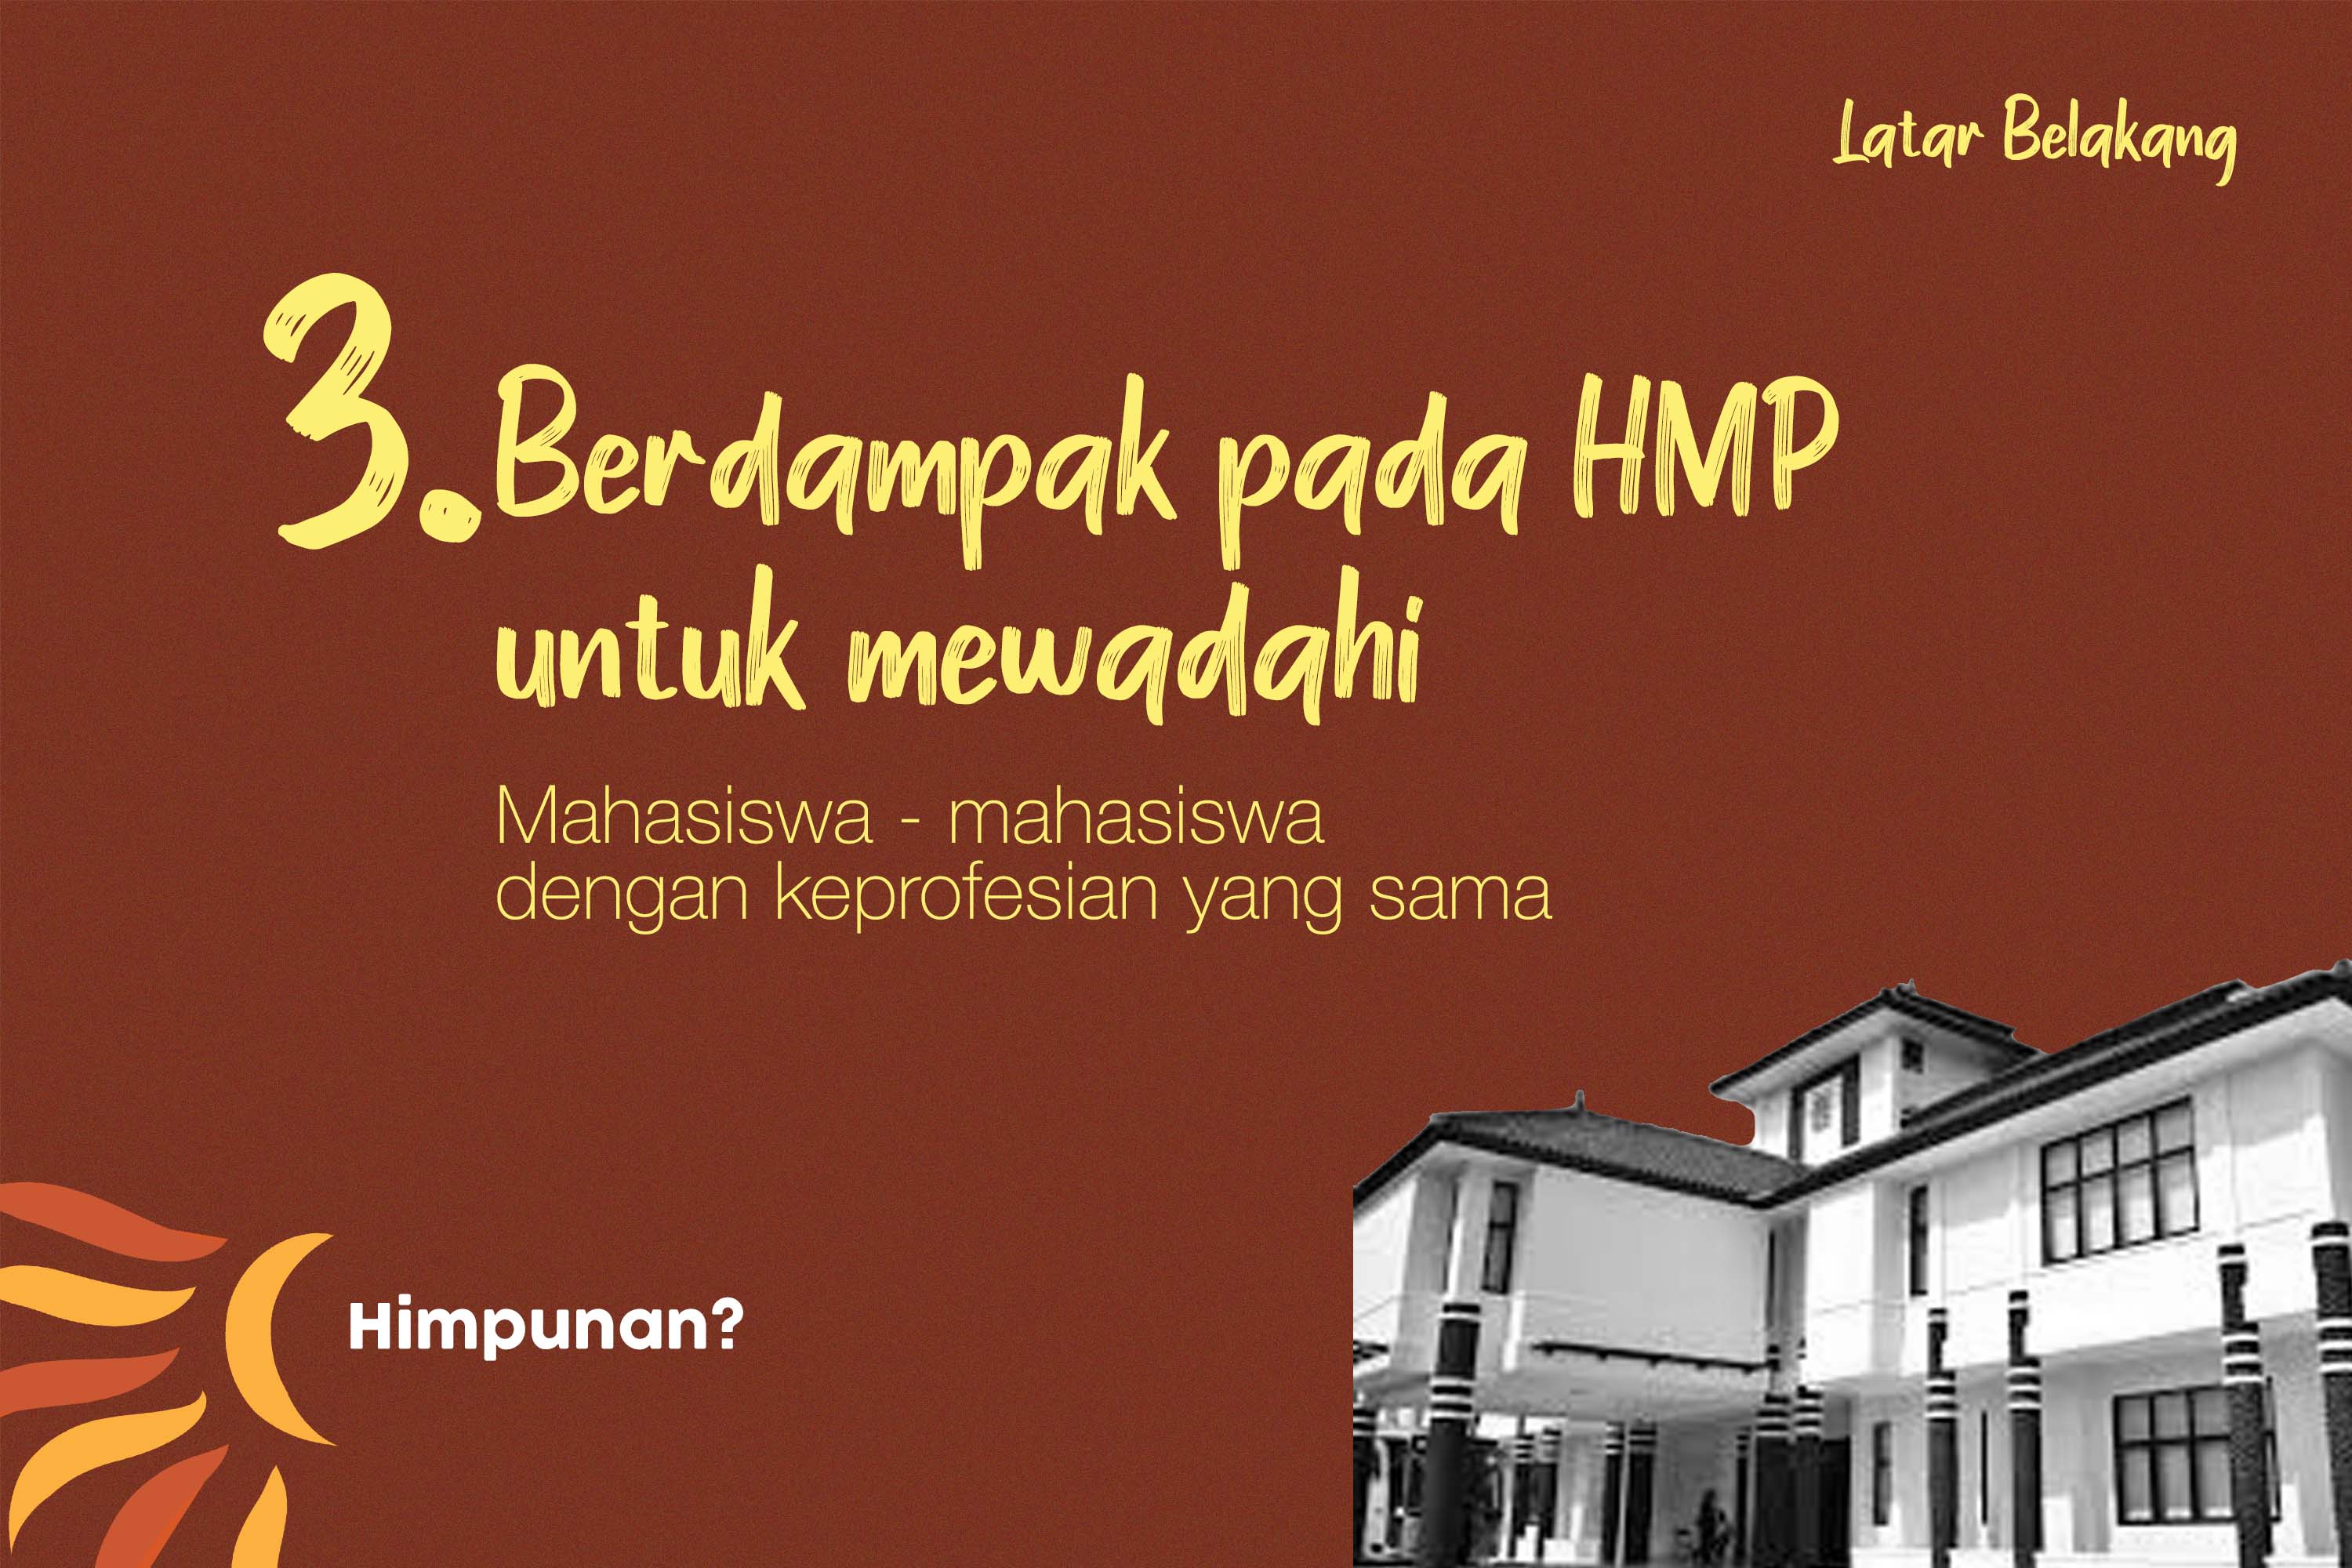 Latar Belakang
3. Berdampak pada HMP
untuk mewadahi
Mahasiswa - mahasiswa
dengan keprofesian yang sama
Himpunan?